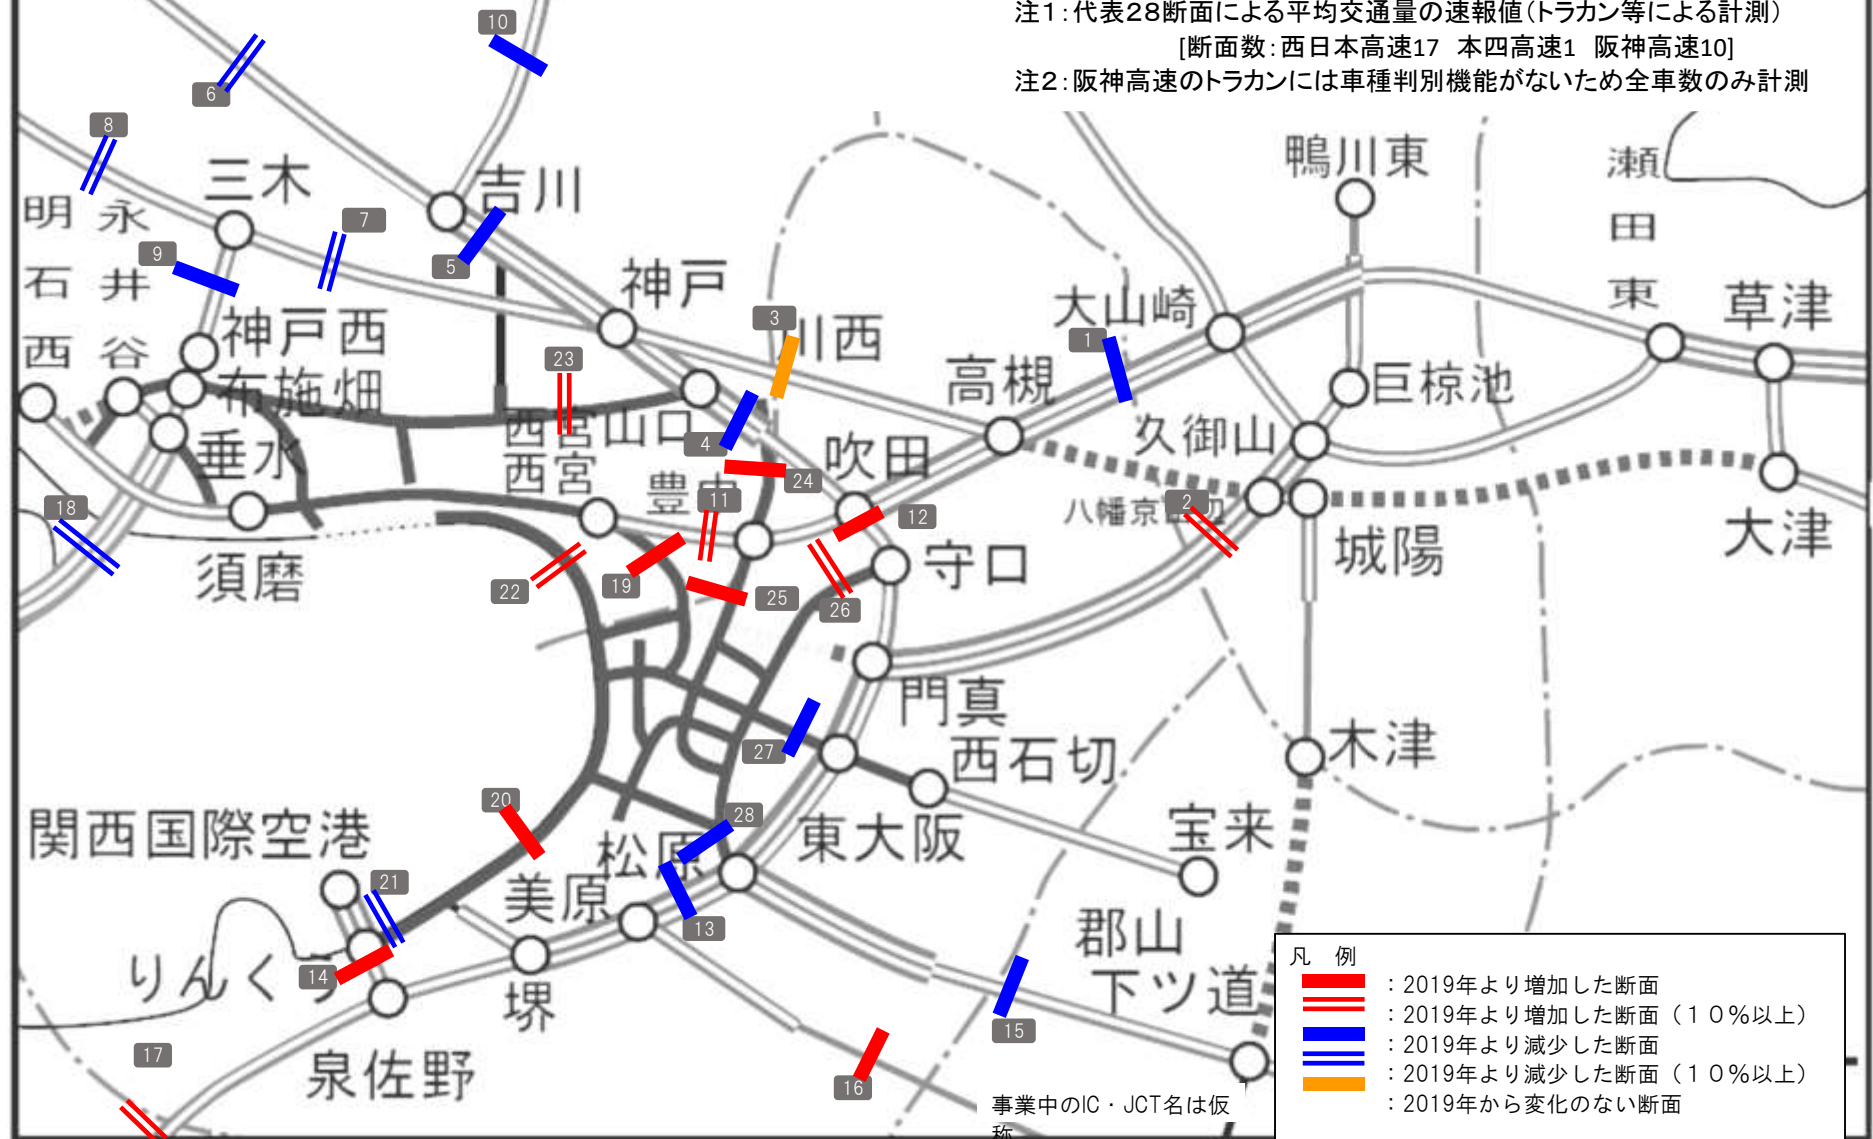 注1：代表28断面による平均交通量の速報値（トラカン等による計測）
[断面数：西日本高速17　本四高速1　阪神高速10]
注2：阪神高速のトラカンには車種判別機能がないため全車数のみ計測
10
6
8
三木
吉川
鴨川東
瀬田東
明石西
永井谷
7
9
5
神戸
3
川西
大山崎
1
草津
神戸西
布施畑
23
高槻
巨椋池
西宮山口
4
久御山
垂水
西宮
豊中
11
24
吹田
12
18
八幡京田辺
2
城陽
大津
須磨
22
19
25
26
守口
門真
27
西石切
木津
関西国際空港
20
28
松原
東大阪
宝来
21
美原
13
郡山
下ツ道
りんくう
14
堺
15
17
泉佐野
16
事業中のIC・JCT名は仮
称
凡　例
：2019年より増加した断面
：2019年より増加した断面（１０％以上）
：2019年より減少した断面
：2019年より減少した断面（１０％以上）
：2019年から変化のない断面